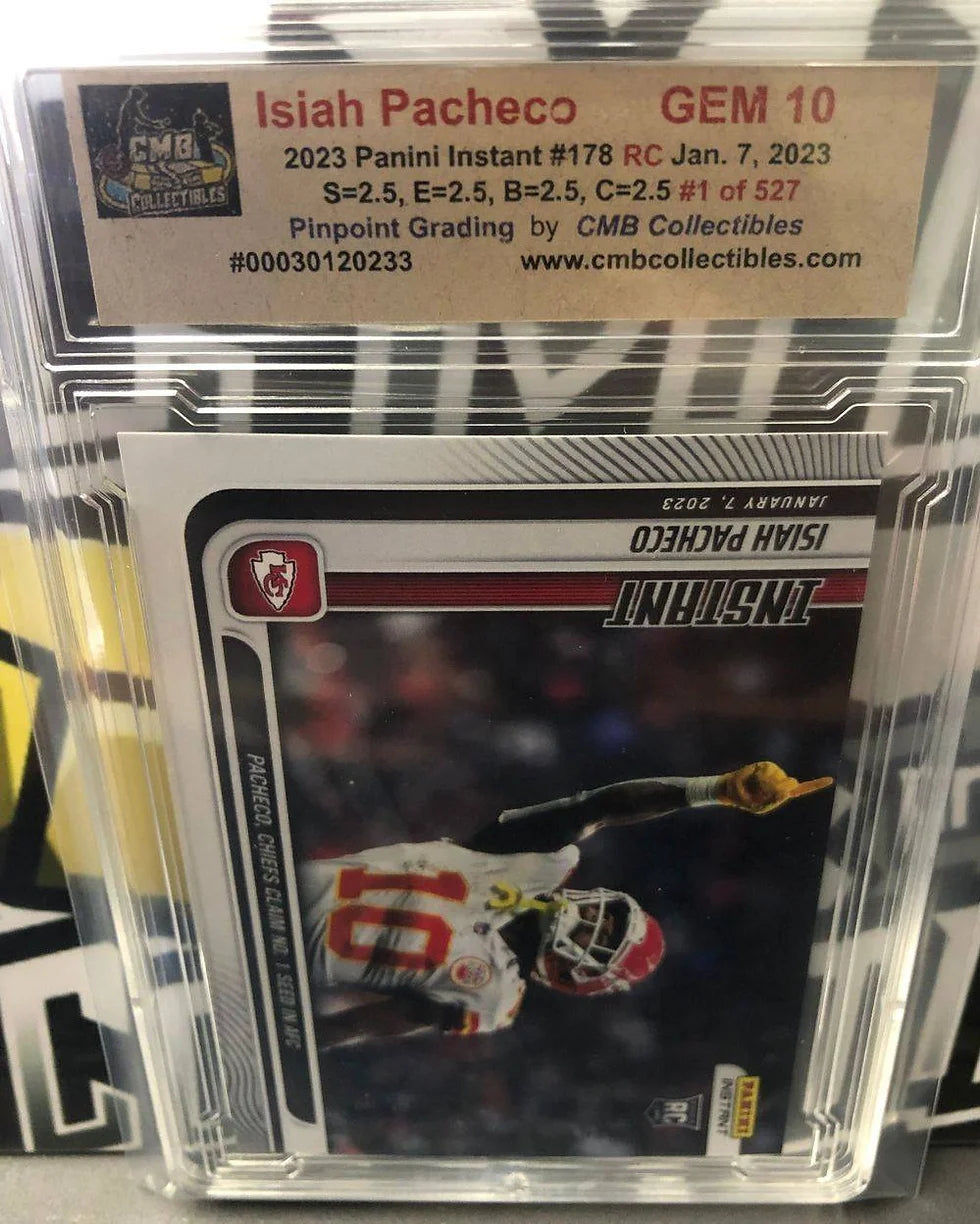 CMB
COLLECTIBLES
Isiah Pacheco GEM 10
2023 Panini Instant #178 RC Jan. 7, 2023
S=2.5, E=2.5, B=2.5, C=2.5 #1 of 527
Pinpoint Grading by CMB Collectibles
#00030120233 www.cmbcollectibles.com
JANUARY 7, 2023
ISIAH PACHECO
INSTANT
KC
PACHECO, CHIEFS CLAIM NO. 1 SEED IN AFC
10
RC
PANINI
INSTANT